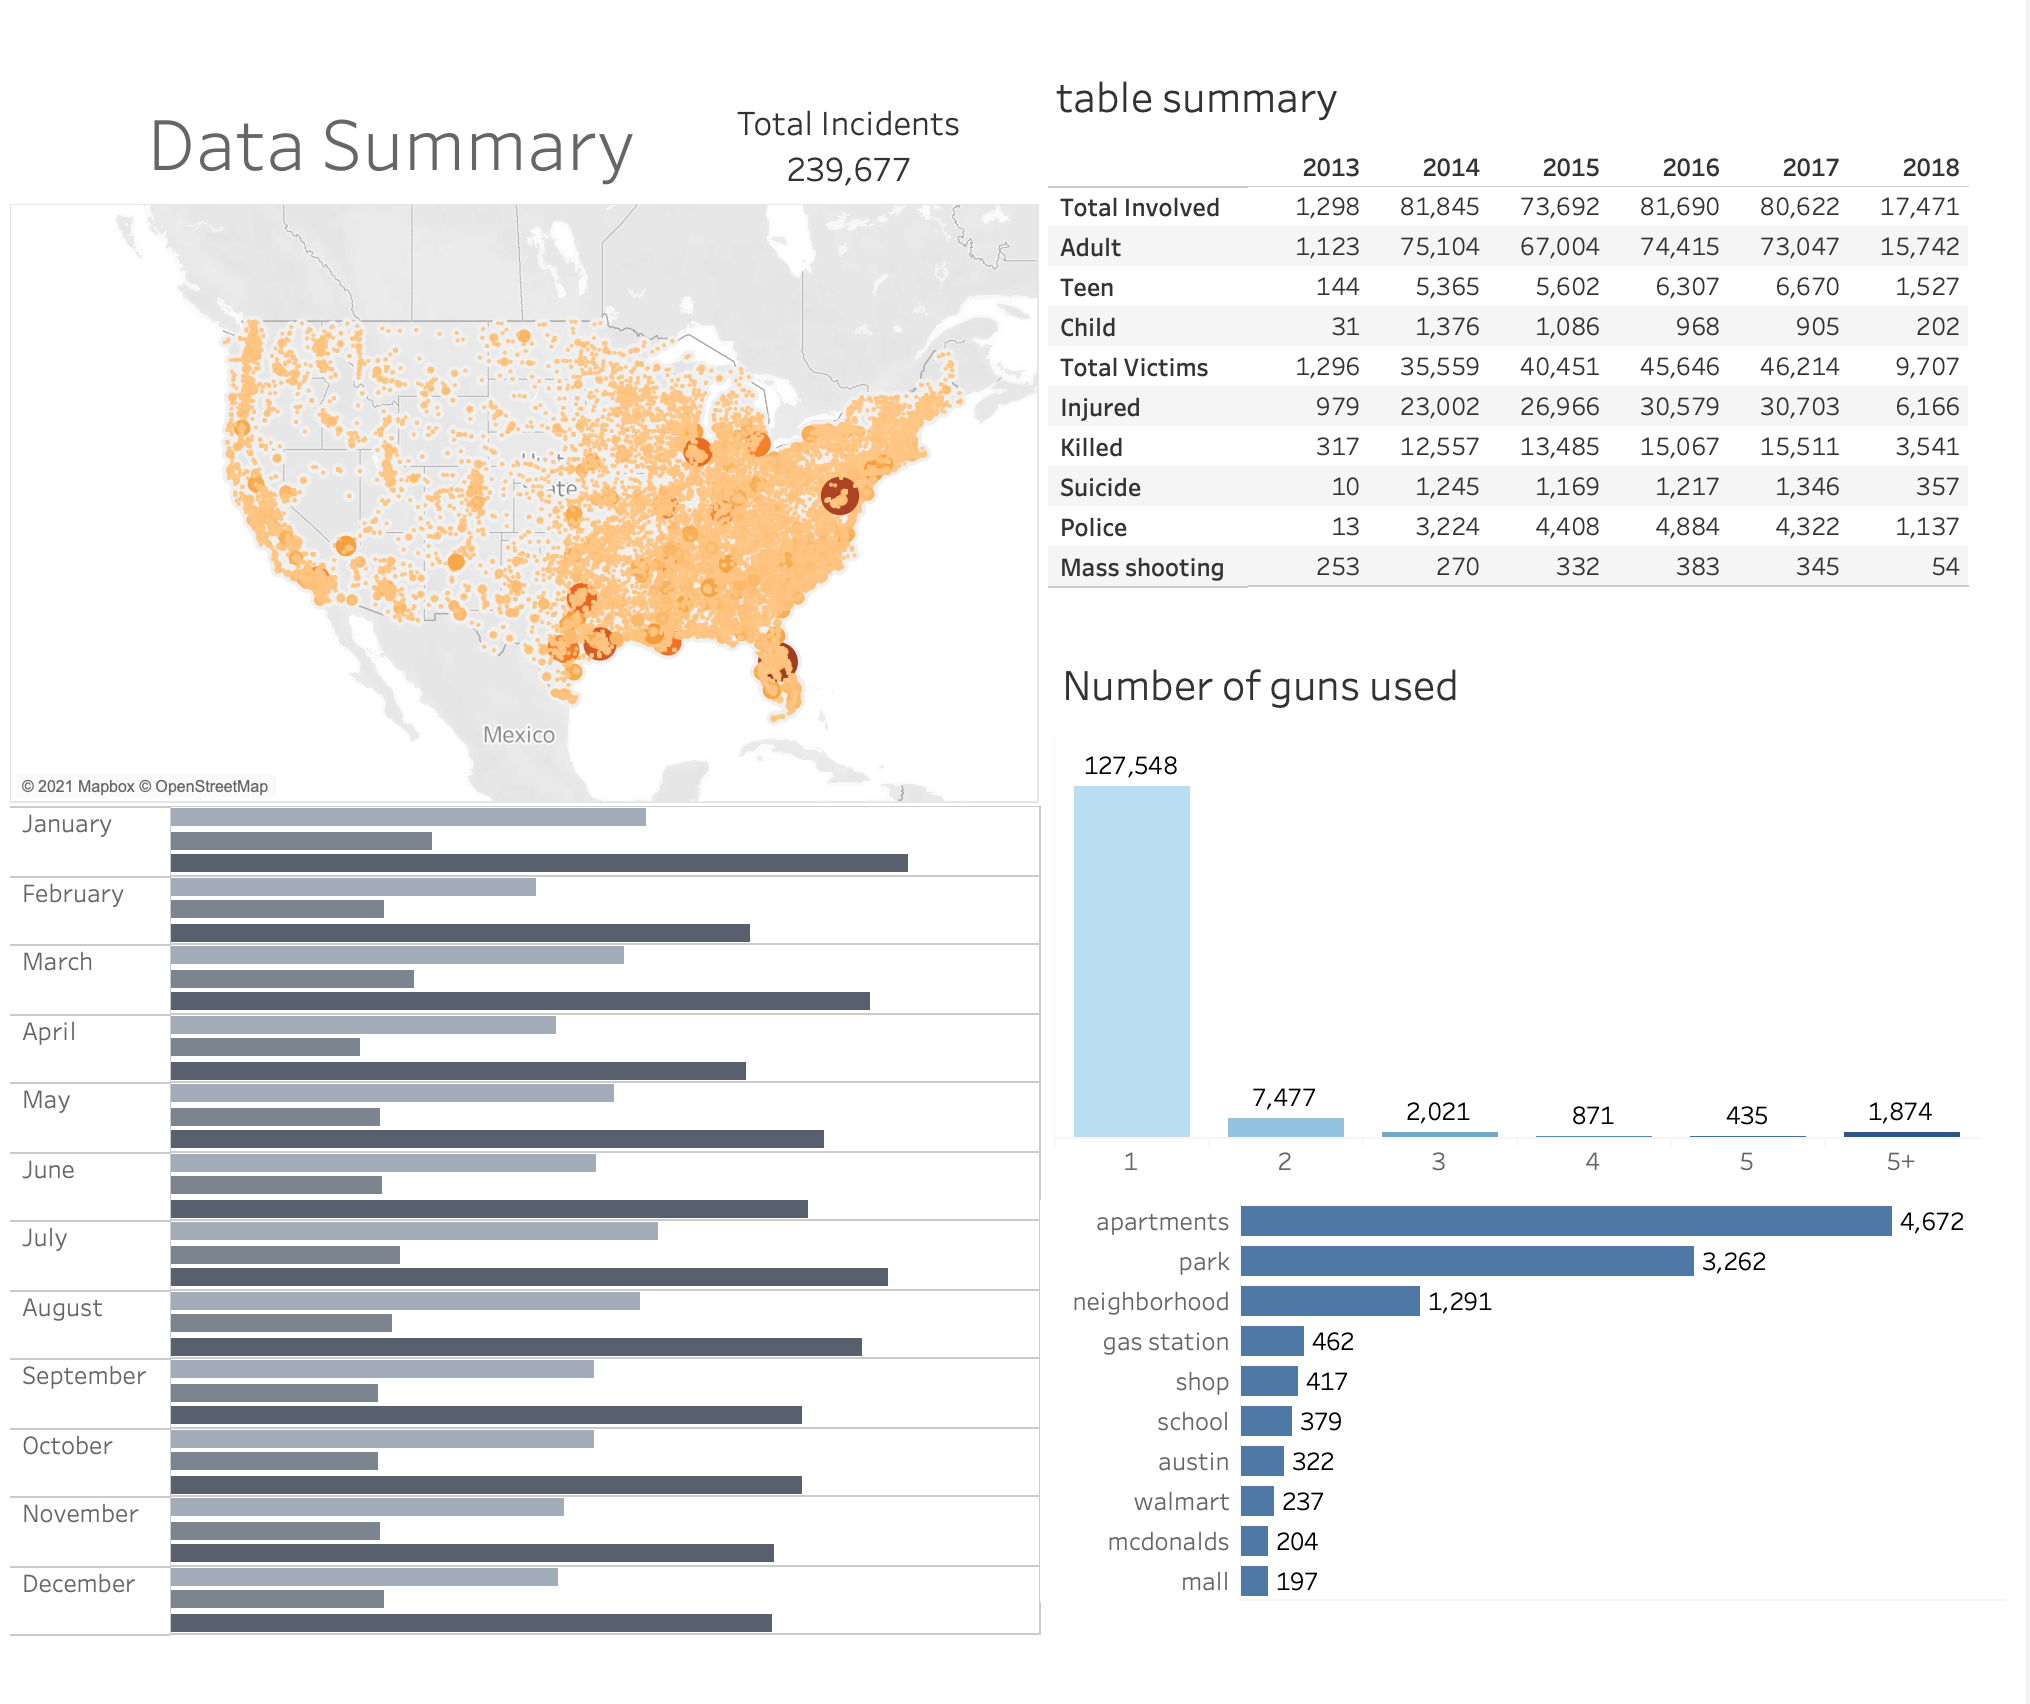 Data Summary
Total Incidents
239,677
Mexico
© 2021 Mapbox © OpenStreetMap
January
February
March
April
May
June
July
August
September
October
November
December
table summary
2013 2014 2015 2016 2017 2018
Total Involved 1,298 81,845 73,692 81,690 80,622 17,471
Adult 1,123 75,104 67,004 74,415 73,047 15,742
Teen 144 5,365 5,602 6,307 6,670 1,527
Child 31 1,376 1,086 968 905 202
Total Victims 1,296 35,559 40,451 45,646 46,214 9,707
Injured 979 23,002 26,966 30,579 30,703 6,166
Killed 317 12,557 13,485 15,067 15,511 3,541
Suicide 10 1,245 1,169 1,217 1,346 357
Police 13 3,224 4,408 4,884 4,322 1,137
Mass shooting 253 270 332 383 345 54
Number of guns used
127,548 7,477 2,021 871 435 1,874
1 2 3 4 5 5+
apartments 4,672
park 3,262
neighborhood 1,291
gas station 462
shop 417
school 379
austin 322
walmart 237
mcdonalds 204
mall 197